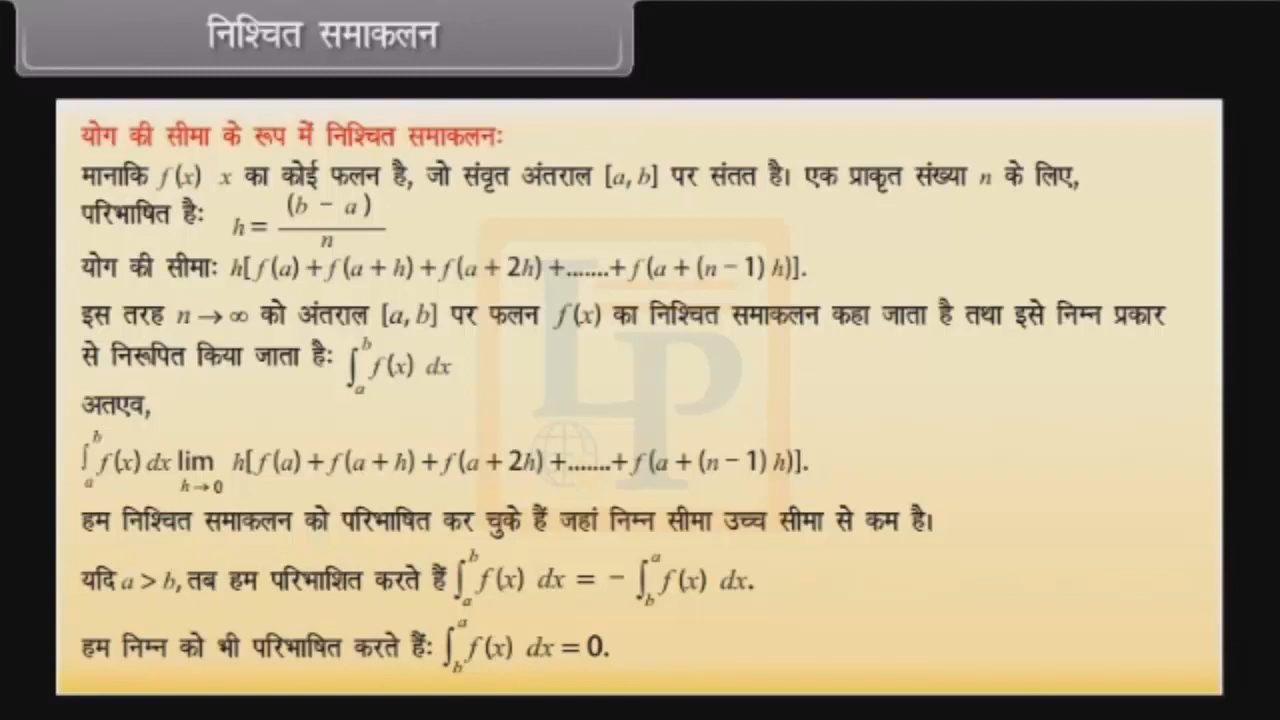 निश्चित समाकलन
योग की सीमा के रूप में निश्चित समाकलनः
मानाकि f(x) x का कोई फलन है, जो संवृत अंतराल [a, b] पर संतत है। एक प्राकृत संख्या n के लिए,
परिभाषित हैः h = (b - a) / n
योग की सीमाः h[f(a) + f(a + h) + f(a + 2h) +.......+ f(a + (n - 1) h)].
इस तरह n → ∞ को अंतराल [a, b] पर फलन f(x) का निश्चित समाकलन कहा जाता है तथा इसे निम्न प्रकार
से निरूपित किया जाता हैः ∫_a^b f(x) dx
अतएव,
∫_a^b f(x) dx lim_{h→0} h[f(a) + f(a + h) + f(a + 2h) +.......+ f(a + (n - 1) h)].
हम निश्चित समाकलन को परिभाषित कर चुके हैं जहां निम्न सीमा उच्च सीमा से कम है।
यदि a > b, तब हम परिभाशित करते हैं ∫_a^b f(x) dx = - ∫_b^a f(x) dx.
हम निम्न को भी परिभाषित करते हैंः ∫_b^a f(x) dx = 0.
LP